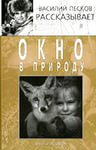 ВАСИЛИЙ ПЕСКОВ
РАССКАЗЫВАЕТ
ОКНО
В ПРИРОДУ